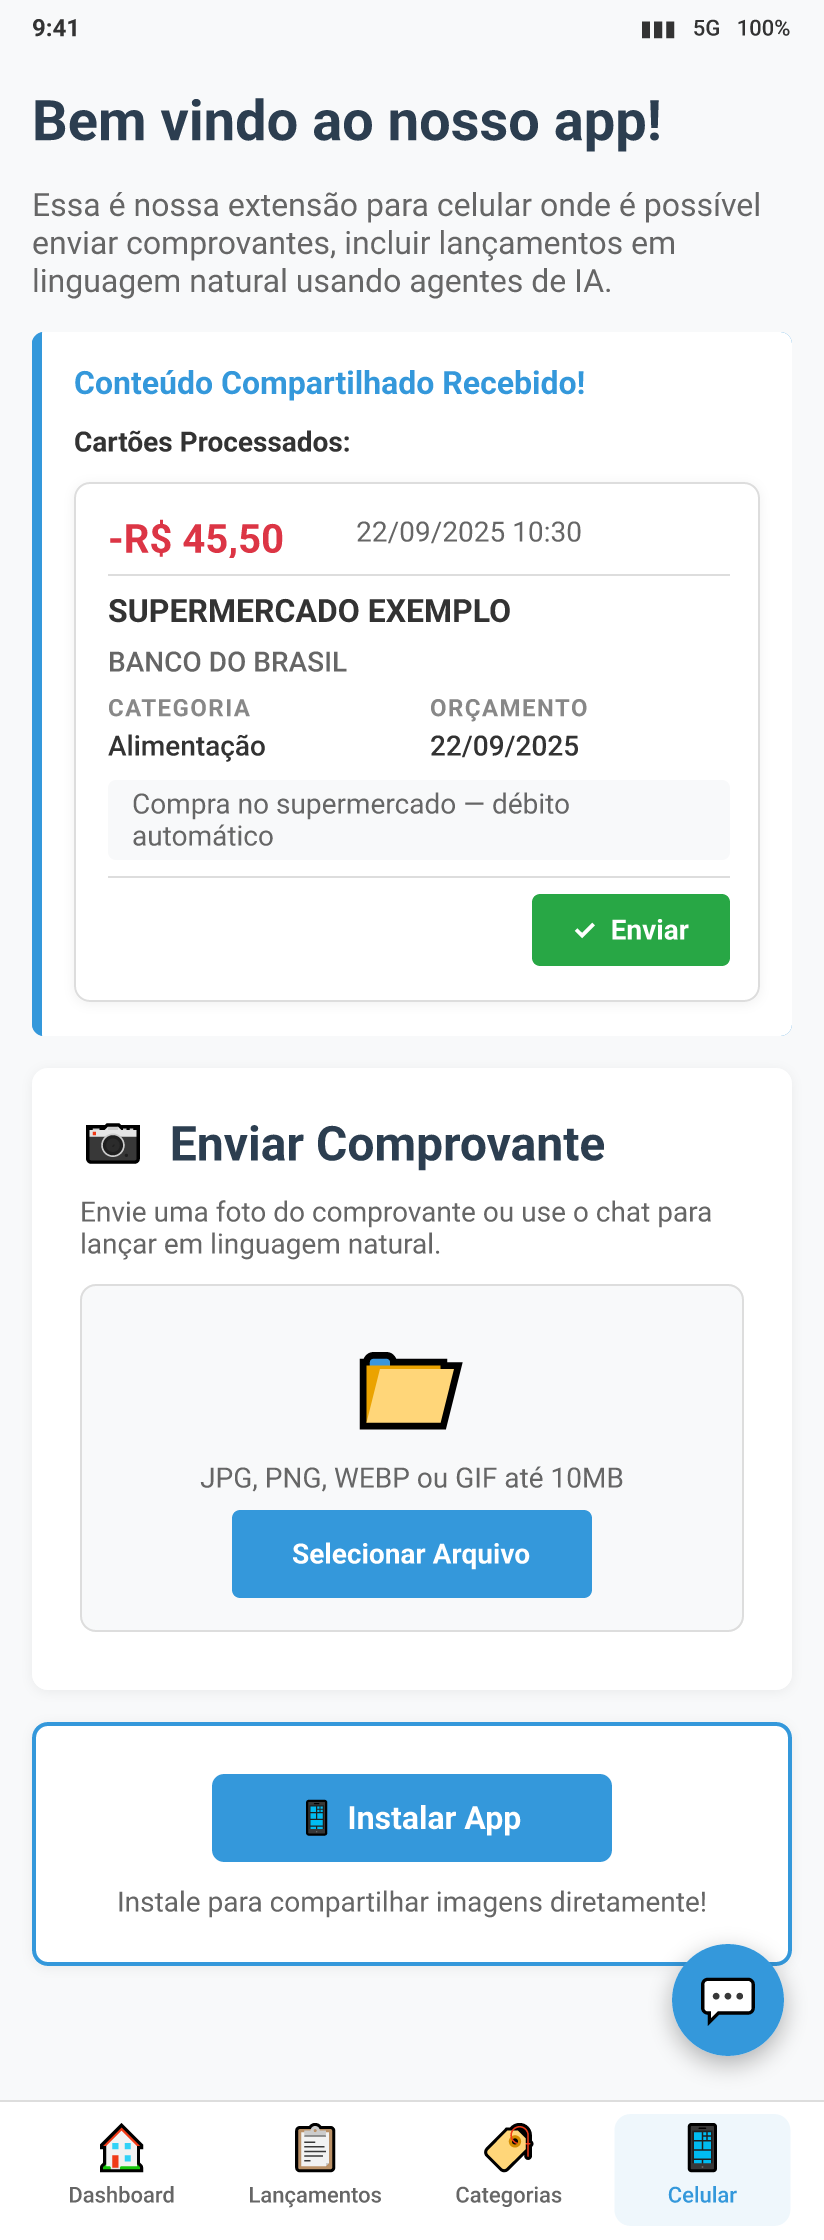 9:41 5G 100%
Bem vindo ao nosso app!
Essa é nossa extensão para celular onde é possível
enviar comprovantes, incluir lançamentos em
linguagem natural usando agentes de IA.
Conteúdo Compartilhado Recebido!
Cartões Processados:
-R$ 45,50 22/09/2025 10:30
SUPERMERCADO EXEMPLO
BANCO DO BRASIL
CATEGORIA ORÇAMENTO
Alimentação 22/09/2025
Compra no supermercado — débito
automático
✓ Enviar
Enviar Comprovante
Envie uma foto do comprovante ou use o chat para
lançar em linguagem natural.
JPG, PNG, WEBP ou GIF até 10MB
Selecionar Arquivo
Instalar App
Instale para compartilhar imagens diretamente!
Dashboard Lançamentos Categorias Celular